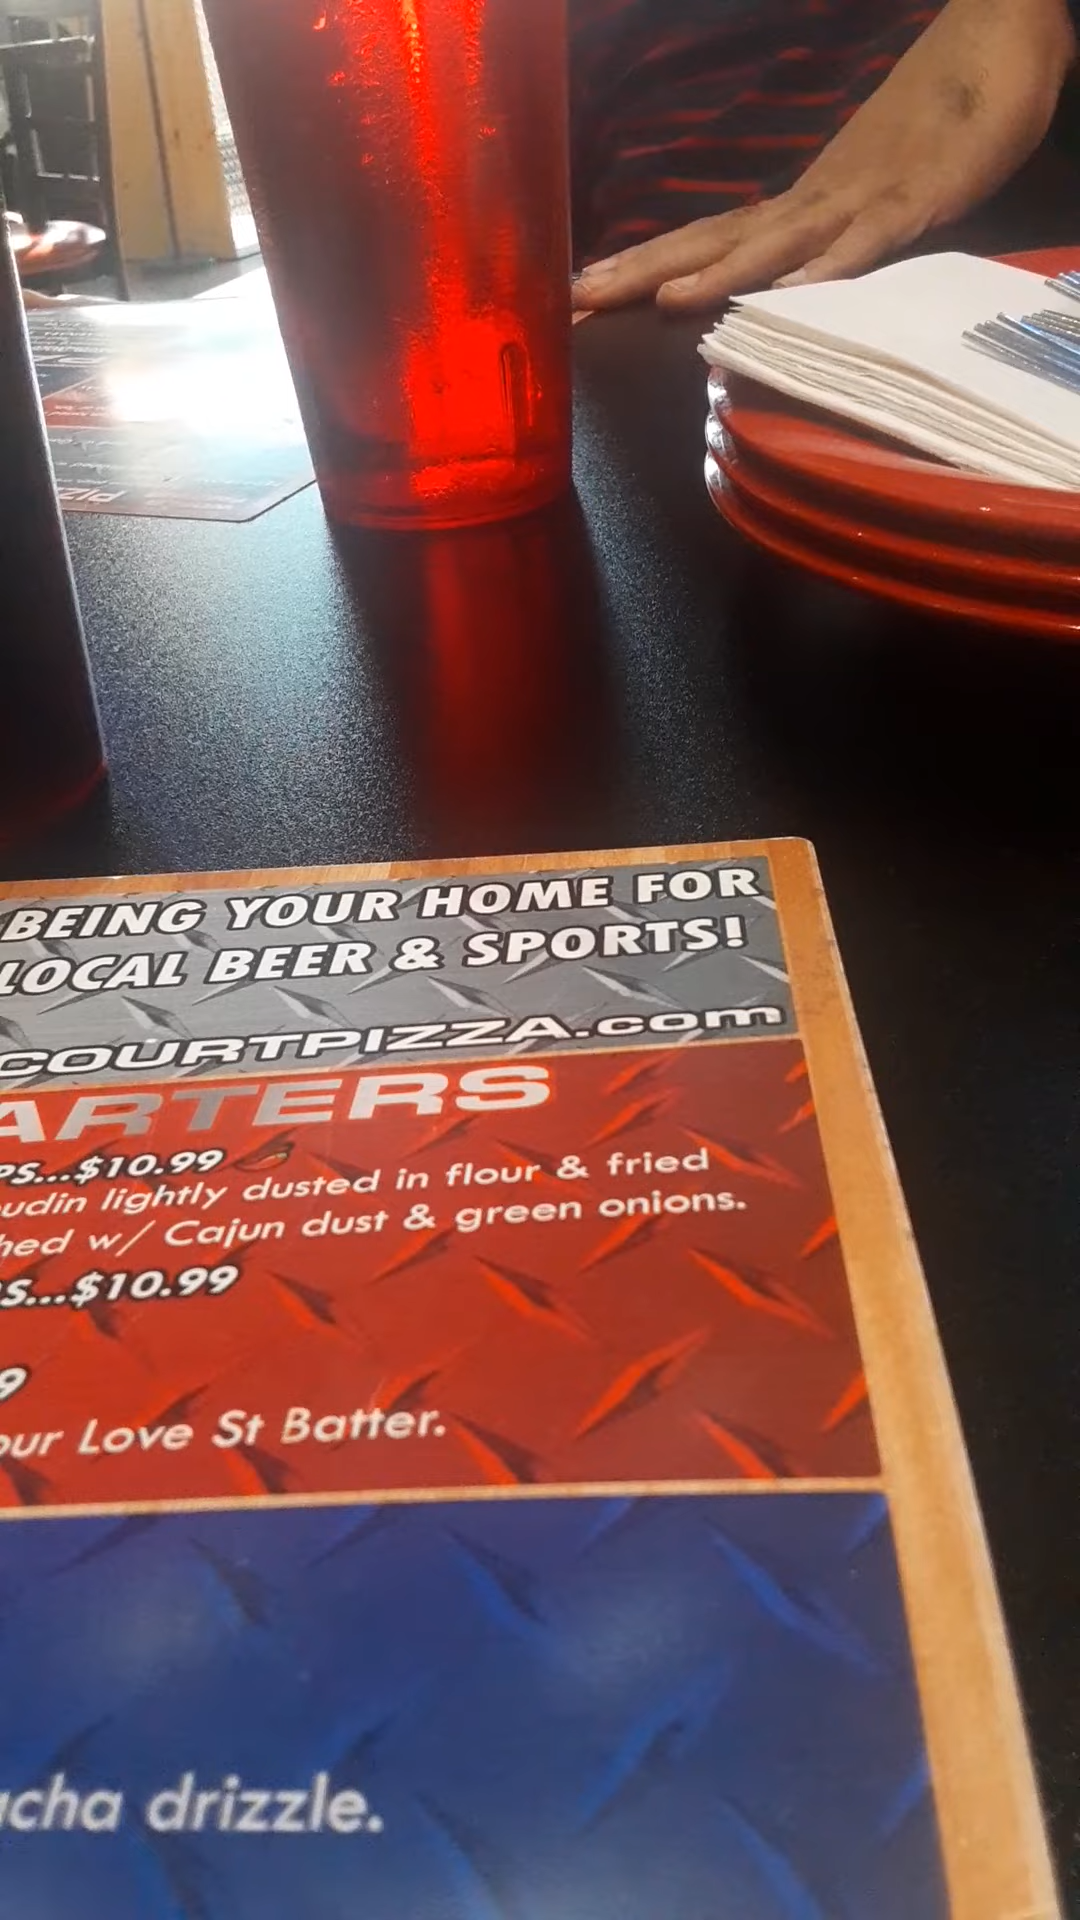 PIZ
BEING YOUR HOME FOR
LOCAL BEER & SPORTS!
COURTPIZZA.com
ARTERS
PS...$10.99
udin lightly dusted in flour & fried
hed w/ Cajun dust & green onions.
S...$10.99
9
our Love St Batter.
acha drizzle.